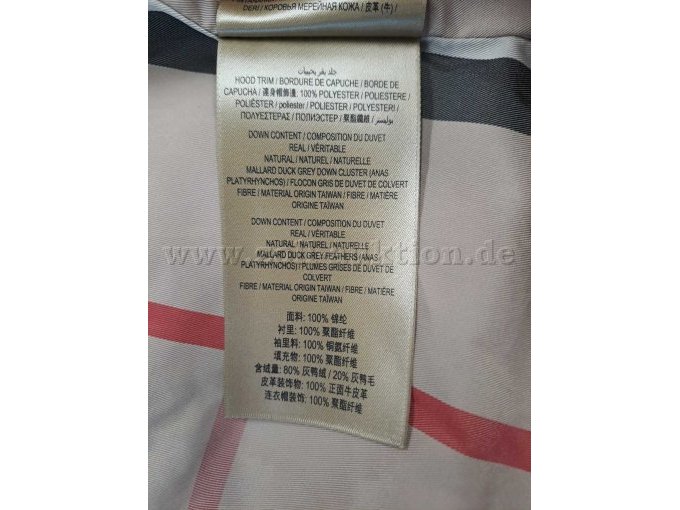 DERİ / КОРОВЬЯ МЕРЕЙНАЯ КОЖА / 皮革 (牛) /
جلد بقر بحبيبات
HOOD TRIM / BORDURE DE CAPUCHE / BORDE DE
CAPUCHA / 連身帽飾邊: 100% POLYESTER / POLIESTERE /
POLIÉSTER / poliester / POLIESTER / POLYESTERI /
ΠΟΛΥΕΣΤΕΡΑΣ / ПОЛИЭСТЕР / 聚酯纖維 / بوليستر
DOWN CONTENT / COMPOSITION DU DUVET
REAL / VÉRITABLE
NATURAL / NATUREL / NATURELLE
MALLARD DUCK GREY DOWN CLUSTER (ANAS
PLATYRHYNCHOS) / FLOCON GRIS DE DUVET DE COLVERT
FIBRE / MATERIAL ORIGIN TAIWAN / FIBRE / MATIÈRE
ORIGINE TAÏWAN
DOWN CONTENT / COMPOSITION DU DUVET
REAL / VÉRITABLE
NATURAL / NATUREL / NATURELLE
MALLARD DUCK GREY FEATHERS (ANAS
PLATYRHYNCHOS) / PLUMES GRISES DE DUVET DE
COLVERT
FIBRE / MATERIAL ORIGIN TAIWAN / FIBRE / MATIÈRE
ORIGINE TAÏWAN
面料: 100% 锦纶
衬里: 100% 聚酯纤维
袖里料: 100% 铜氨纤维
填充物: 100% 聚酯纤维
含绒量: 80% 灰鸭绒 / 20% 灰鸭毛
皮革装饰物: 100% 正面牛皮革
连衣帽装饰: 100% 聚酯纤维